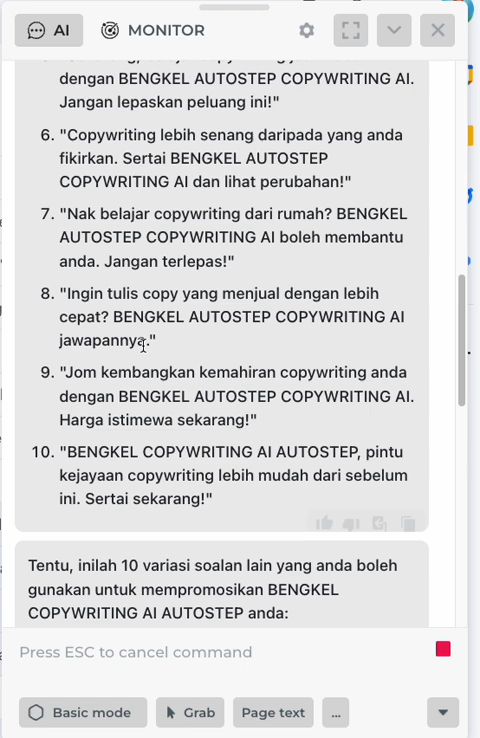 AI
MONITOR
dengan BENGKEL AUTOSTEP COPYWRITING AI.
Jangan lepaskan peluang ini!"
6. "Copywriting lebih senang daripada yang anda
fikirkan. Sertai BENGKEL AUTOSTEP
COPYWRITING AI dan lihat perubahan!"
7. "Nak belajar copywriting dari rumah? BENGKEL
AUTOSTEP COPYWRITING AI boleh membantu
anda. Jangan terlepas!"
8. "Ingin tulis copy yang menjual dengan lebih
cepat? BENGKEL AUTOSTEP COPYWRITING AI
jawapannya."
9. "Jom kembangkan kemahiran copywriting anda
dengan BENGKEL AUTOSTEP COPYWRITING AI.
Harga istimewa sekarang!"
10. "BENGKEL COPYWRITING AI AUTOSTEP, pintu
kejayaan copywriting lebih mudah dari sebelum
ini. Sertai sekarang!"
Tentu, inilah 10 variasi soalan lain yang anda boleh
gunakan untuk mempromosikan BENGKEL
COPYWRITING AI AUTOSTEP anda:
Press ESC to cancel command
Basic mode
Grab
Page text
...